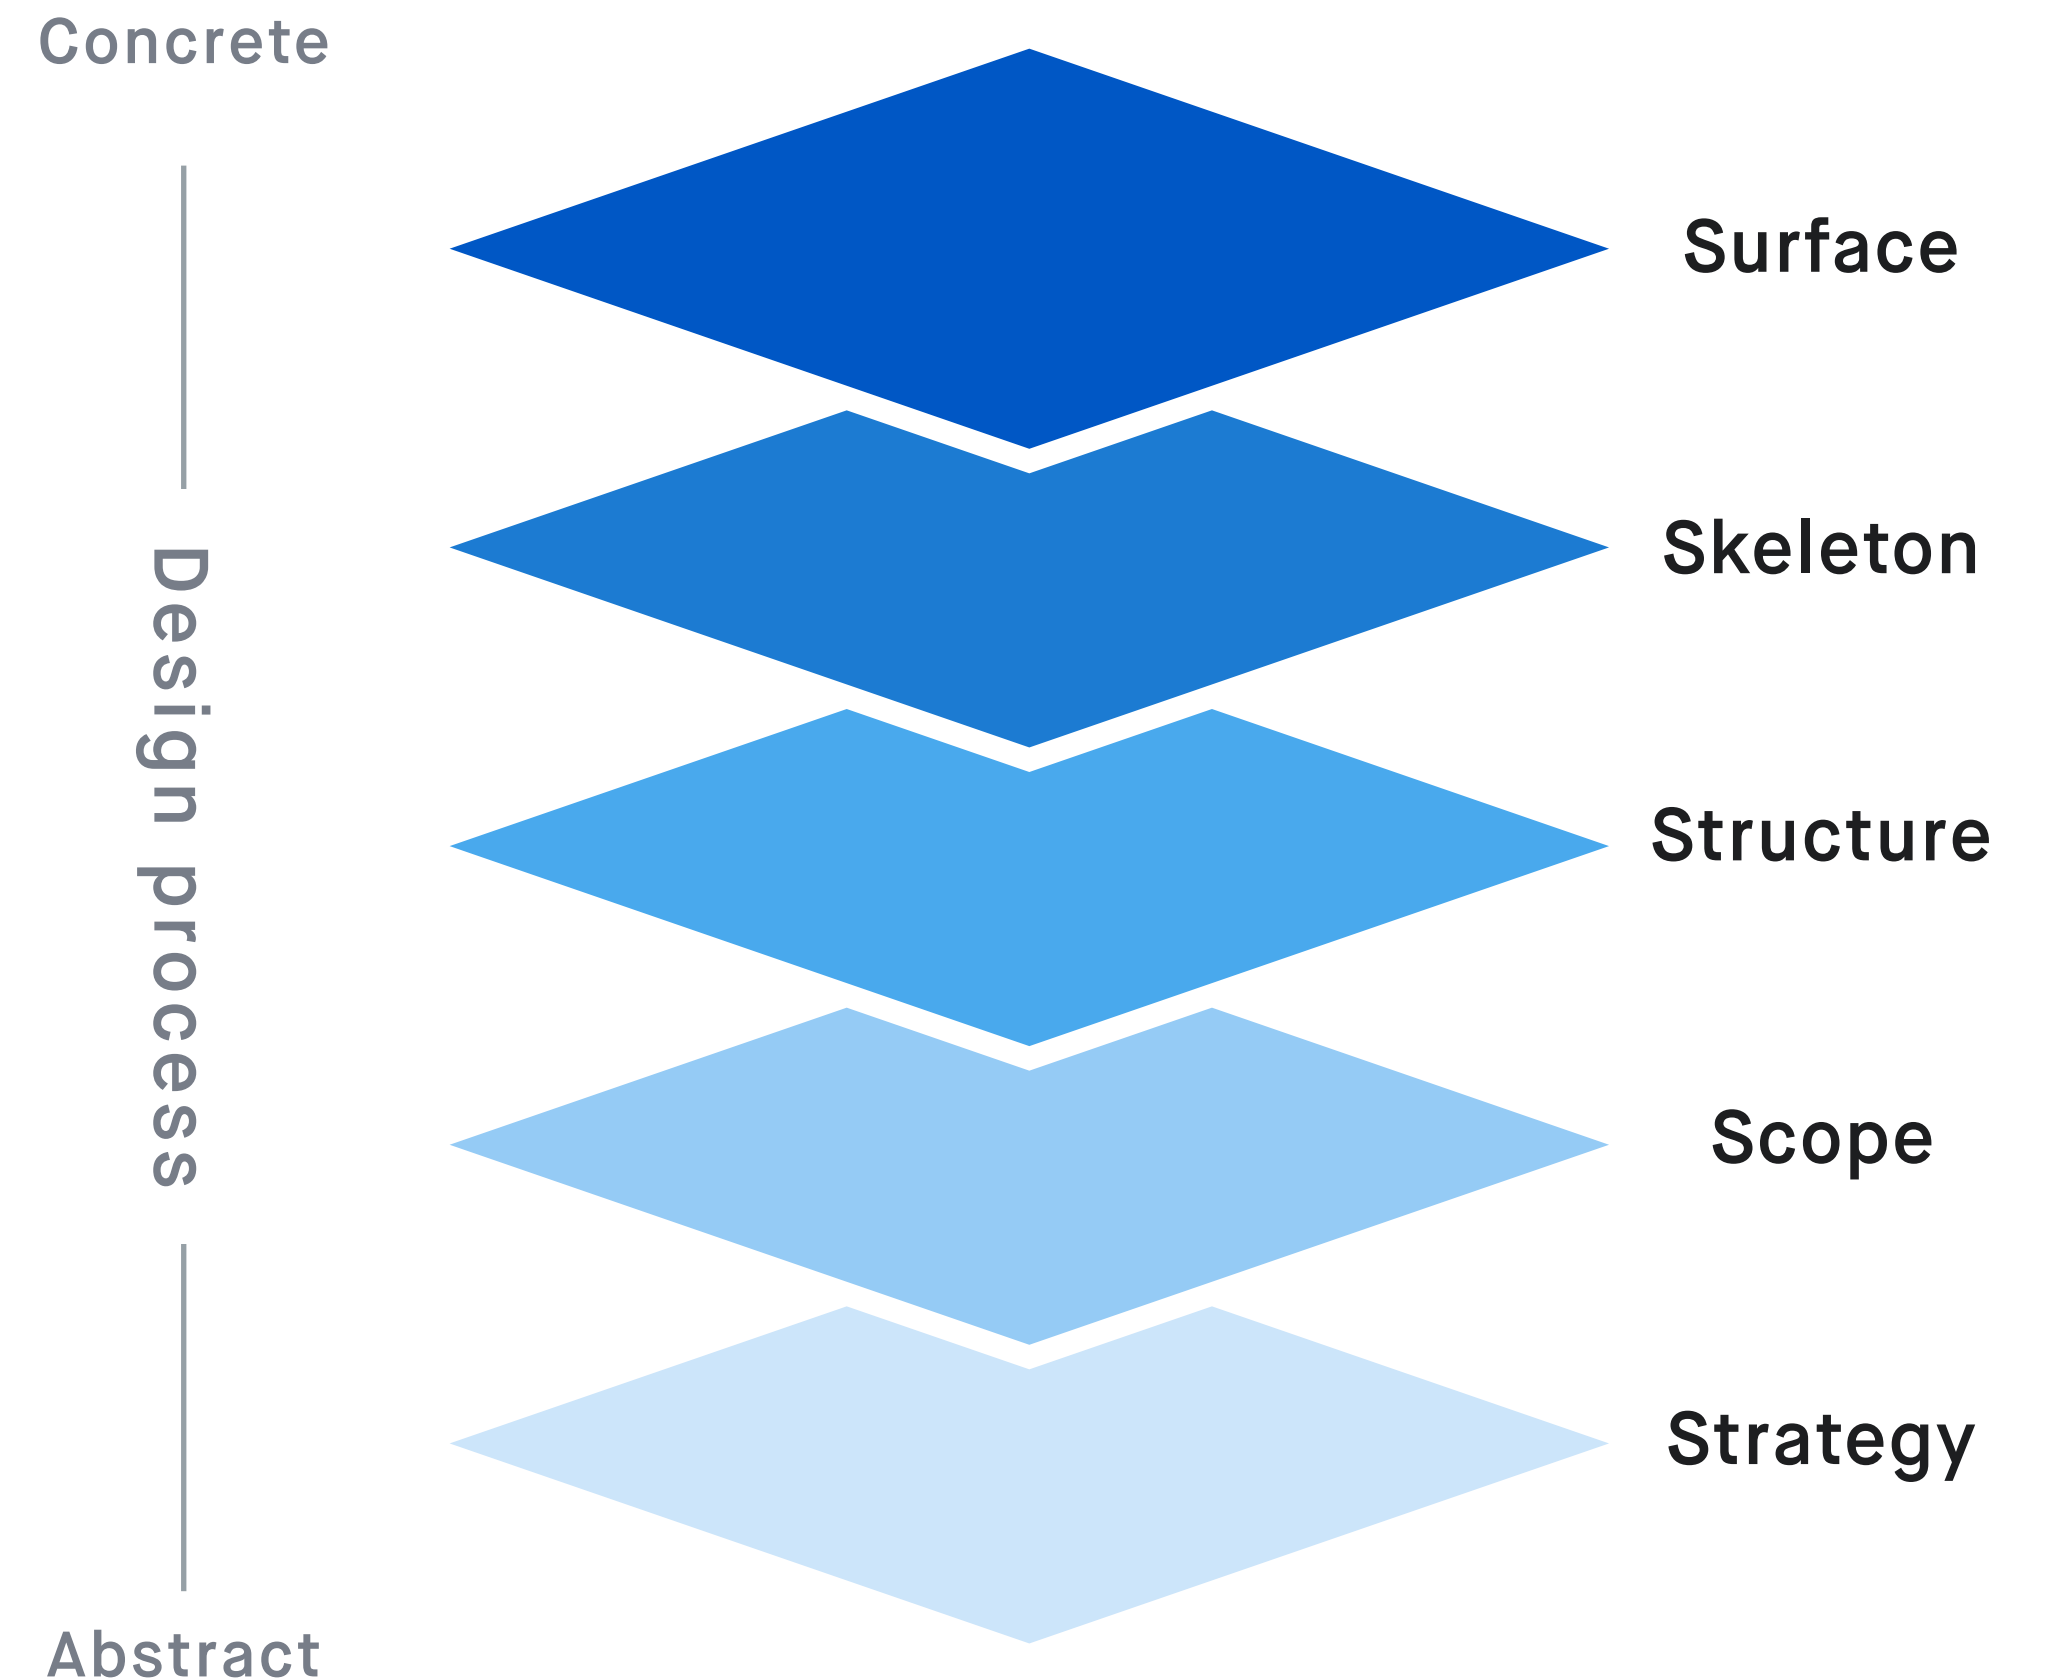 Concrete
Surface
Skeleton
Design process
Structure
Scope
Strategy
Abstract